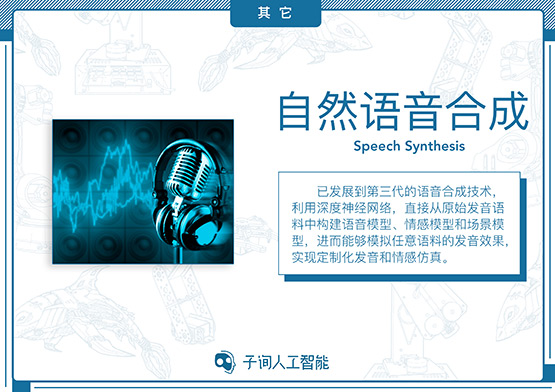 其它
自然语音合成
Speech Synthesis
已发展到第三代的语音合成技术，
利用深度神经网络，直接从原始发音语
料中构建语音模型、情感模型和场景模
型，进而能够模拟任意语料的发音效果，
实现定制化发音和情感仿真。
子询人工智能